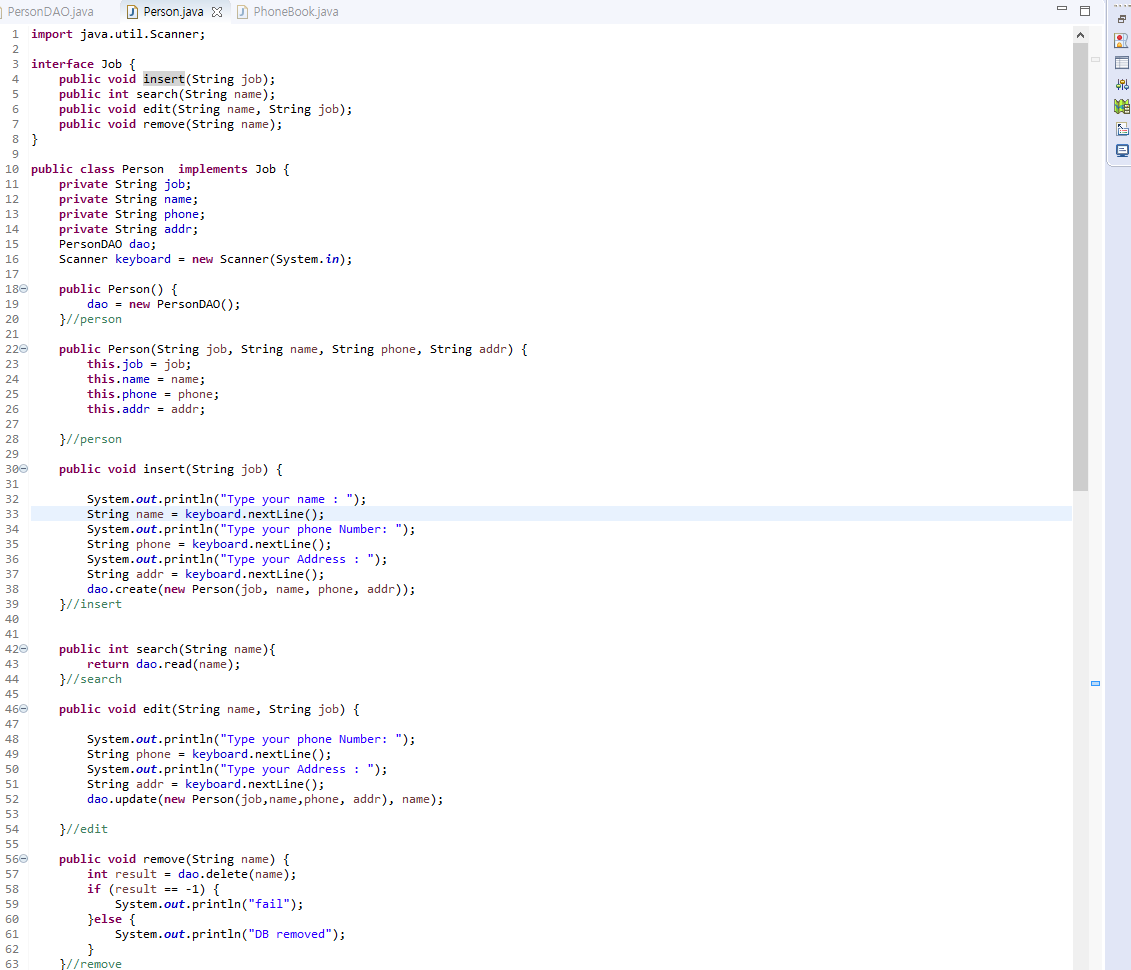 PersonDAO.java Person.java PhoneBook.java
1 import java.util.Scanner;
2
3 interface Job {
4     public void insert(String job);
5     public int search(String name);
6     public void edit(String name, String job);
7     public void remove(String name);
8 }
9
10 public class Person  implements Job {
11     private String job;
12     private String name;
13     private String phone;
14     private String addr;
15     PersonDAO dao;
16     Scanner keyboard = new Scanner(System.in);
17
18     public Person() {
19         dao = new PersonDAO();
20     }//person
21
22     public Person(String job, String name, String phone, String addr) {
23         this.job = job;
24         this.name = name;
25         this.phone = phone;
26         this.addr = addr;
27
28     }//person
29
30     public void insert(String job) {
31
32         System.out.println("Type your name : ");
33         String name = keyboard.nextLine();
34         System.out.println("Type your phone Number: ");
35         String phone = keyboard.nextLine();
36         System.out.println("Type your Address : ");
37         String addr = keyboard.nextLine();
38         dao.create(new Person(job, name, phone, addr));
39     }//insert
40
41
42     public int search(String name){
43         return dao.read(name);
44     }//search
45
46     public void edit(String name, String job) {
47
48         System.out.println("Type your phone Number: ");
49         String phone = keyboard.nextLine();
50         System.out.println("Type your Address : ");
51         String addr = keyboard.nextLine();
52         dao.update(new Person(job,name,phone, addr), name);
53
54     }//edit
55
56     public void remove(String name) {
57         int result = dao.delete(name);
58         if (result == -1) {
59             System.out.println("fail");
60         }else {
61             System.out.println("DB removed");
62         }
63     }//remove